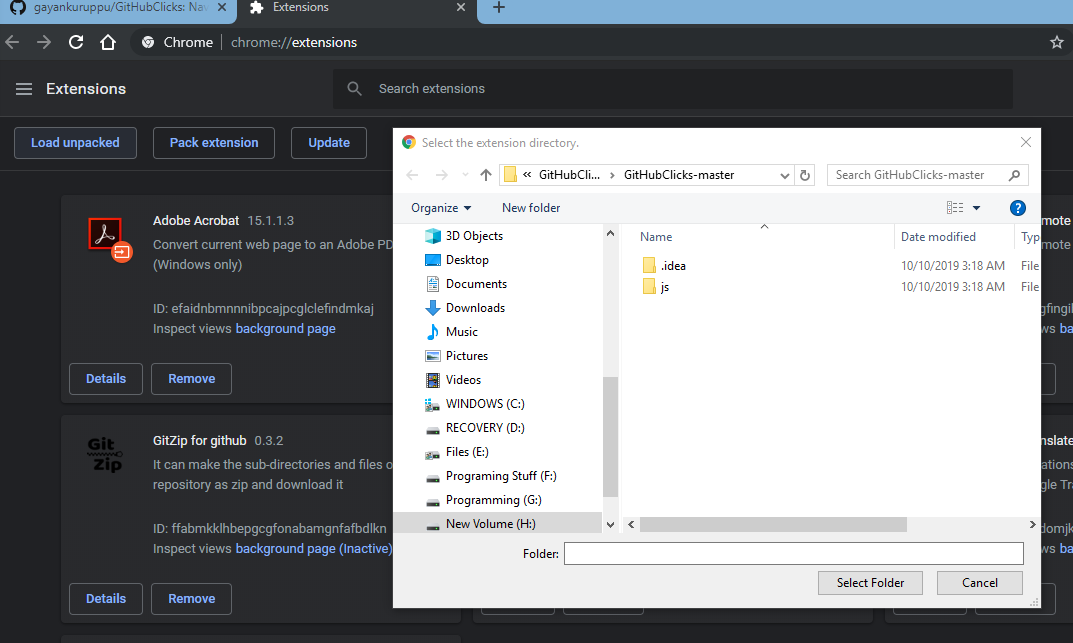 gayankuruppu/GitHubClicks: Nav
Extensions
Chrome chrome://extensions
Extensions
Search extensions
Load unpacked
Pack extension
Update
Adobe Acrobat 15.1.1.3
Convert current web page to an Adobe PD
(Windows only)
ID: efaidnbmnnnibpcajpcglclefindmkaj
Inspect views background page
Details
Remove
Git
Zip
GitZip for github 0.3.2
It can make the sub-directories and files o
repository as zip and download it
ID: ffabmkklhbepgcgfonabamgnfafbdlkn
Inspect views background page (Inactive)
Details
Remove
Select the extension directory.
« GitHubCli... › GitHubClicks-master
Search GitHubClicks-master
Organize
New folder
?
3D Objects
Desktop
Documents
Downloads
Music
Pictures
Videos
WINDOWS (C:)
RECOVERY (D:)
Files (E:)
Programing Stuff (F:)
Programming (G:)
New Volume (H:)
Name Date modified Typ
.idea 10/10/2019 3:18 AM File
js 10/10/2019 3:18 AM File
Folder:
Select Folder
Cancel
mote
mote
gfingil
ws ba
nslate
ations
gle Tra
domjk
ws ba